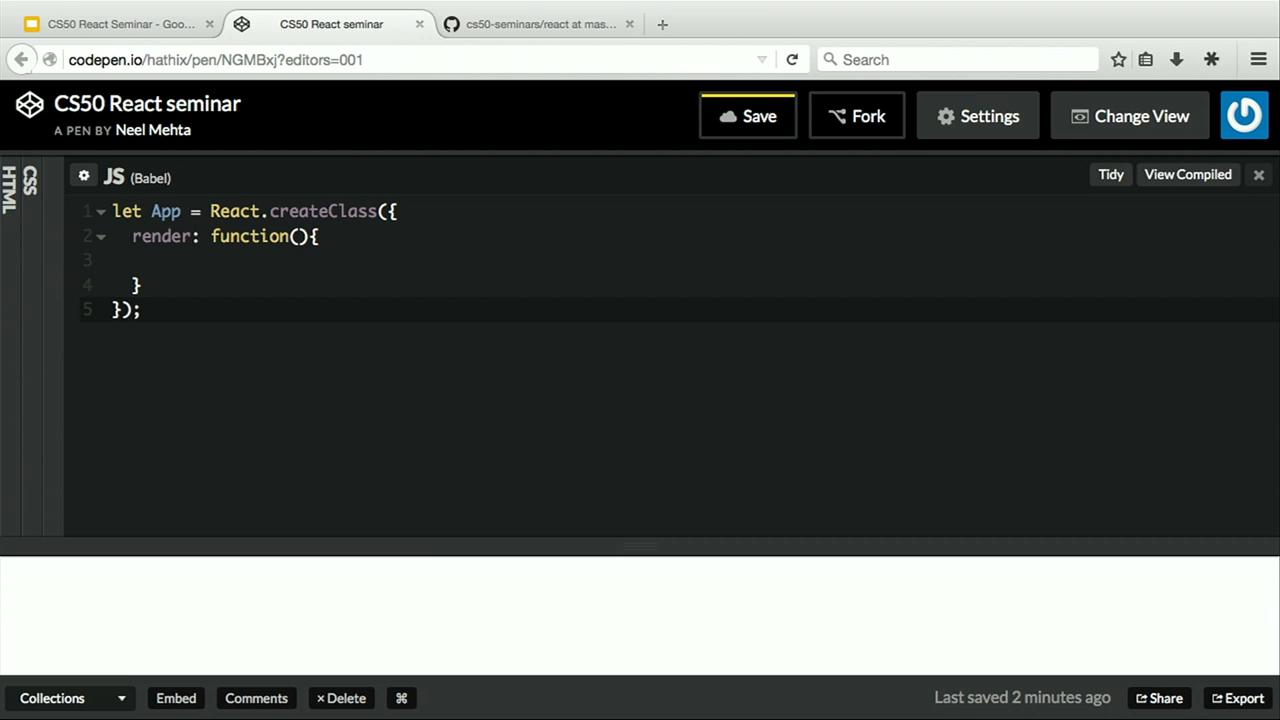 CS50 React Seminar - Goo...
CS50 React seminar
cs50-seminars/react at mas...
codepen.io/hathix/pen/NGMBxj?editors=001
Search
CS50 React seminar
A PEN BY Neel Mehta
Save
Fork
Settings
Change View
HTML
CSS
JS (Babel)
Tidy
View Compiled
1 let App = React.createClass({
2 render: function(){
3
4 }
5 });
Collections
Embed
Comments
× Delete
⌘
Last saved 2 minutes ago
Share
Export